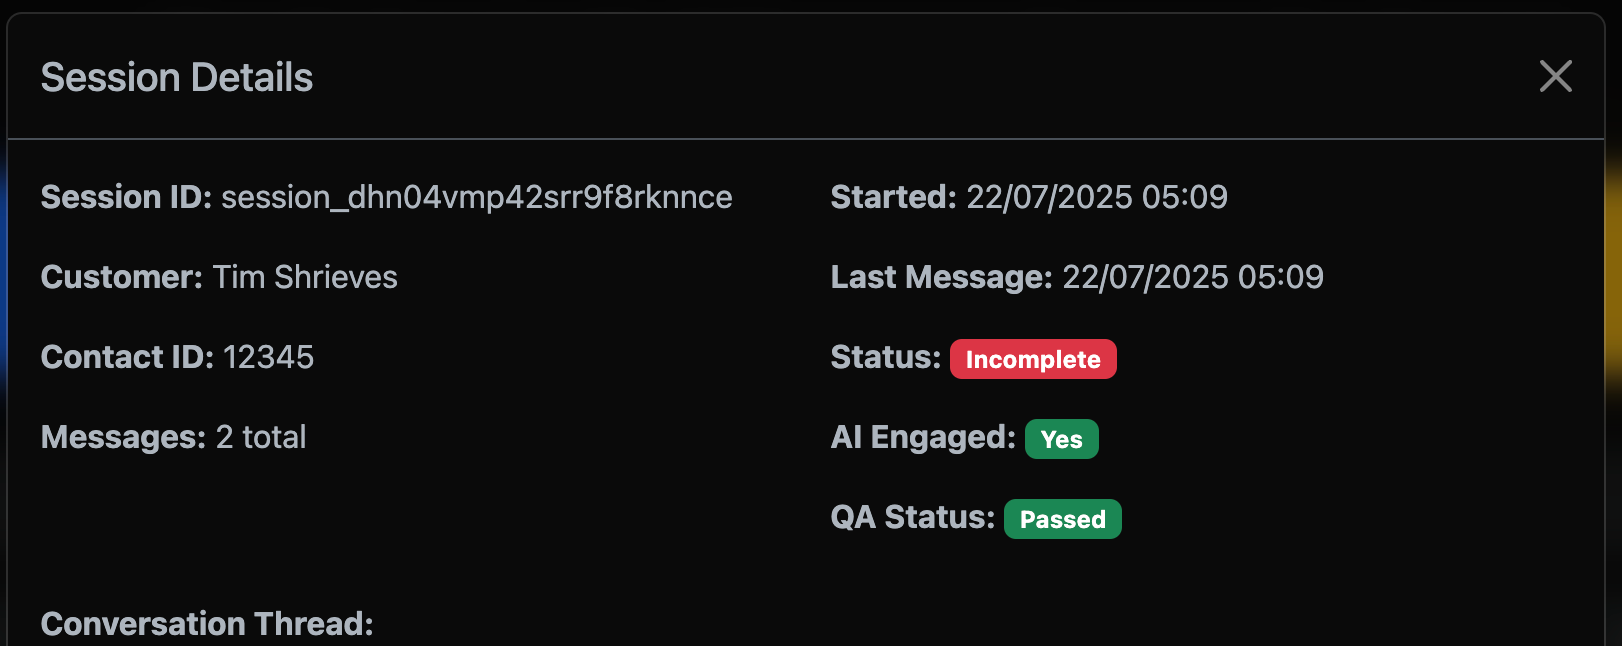 Session Details
Session ID: session_dhn04vmp42srr9f8rknnce
Started: 22/07/2025 05:09
Customer: Tim Shrieves
Last Message: 22/07/2025 05:09
Contact ID: 12345
Status: Incomplete
Messages: 2 total
AI Engaged: Yes
QA Status: Passed
Conversation Thread: